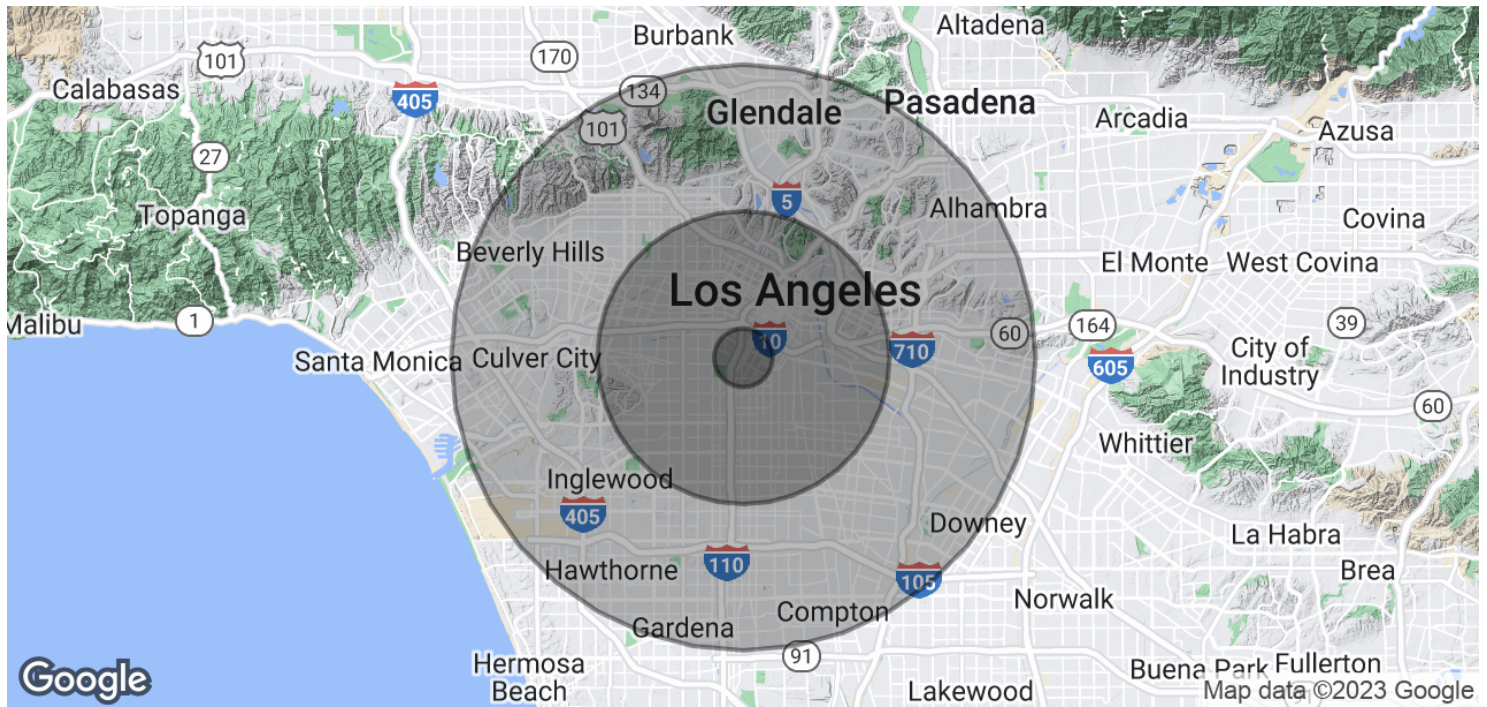 Burbank
Altadena
170
101
Calabasas
405
134
Glendale
Pasadena
Arcadia
101
Azusa
27
5
Topanga
Alhambra
Covina
Beverly Hills
El Monte
West Covina
Los Angeles
Malibu
1
10
60
164
39
710
Santa Monica
Culver City
605
City of
Industry
60
Whittier
Inglewood
405
Downey
La Habra
110
Hawthorne
105
Brea
Norwalk
Compton
Gardena
91
Hermosa
Beach
Buena Park
Fullerton
Google
Lakewood
Map data ©2023 Google
91